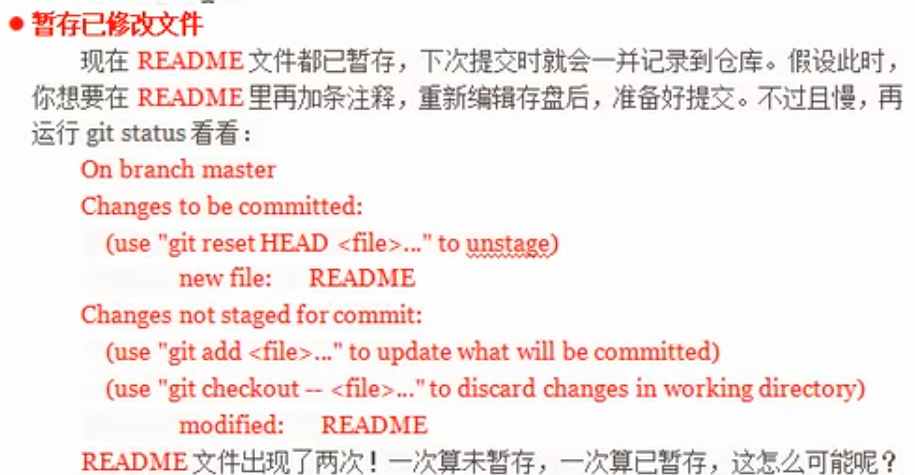 ● 暂存已修改文件
现在 README 文件都已暂存，下次提交时就会一并记录到仓库。假设此时，
你想要在 README 里再加条注释，重新编辑存盘后，准备好提交。不过且慢，再
运行 git status 看看：
On branch master
Changes to be committed:
(use "git reset HEAD <file>..." to unstage)
new file: README
Changes not staged for commit:
(use "git add <file>..." to update what will be committed)
(use "git checkout -- <file>..." to discard changes in working directory)
modified: README
README 文件出现了两次！一次算未暂存，一次算已暂存，这怎么可能呢？